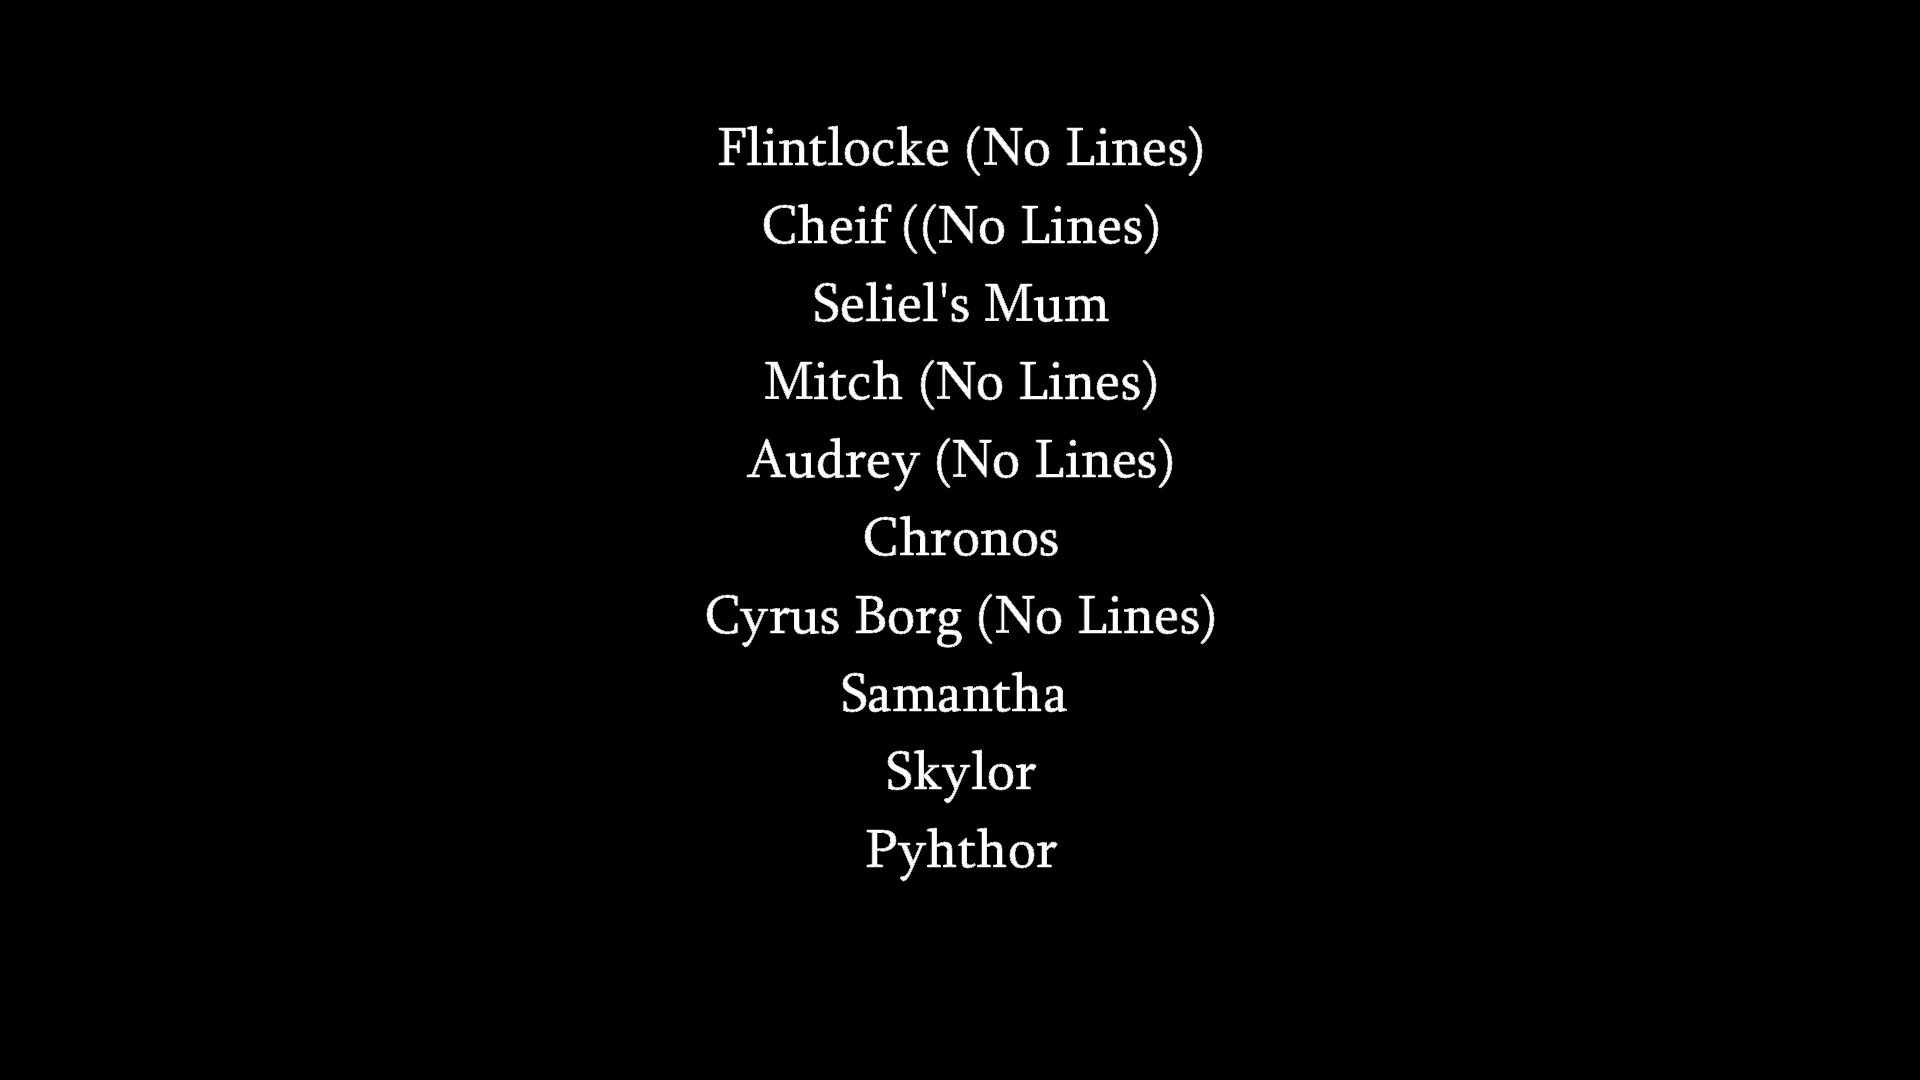 Flintlocke (No Lines)
Cheif ((No Lines)
Seliel's Mum
Mitch (No Lines)
Audrey (No Lines)
Chronos
Cyrus Borg (No Lines)
Samantha
Skylor
Pyhthor